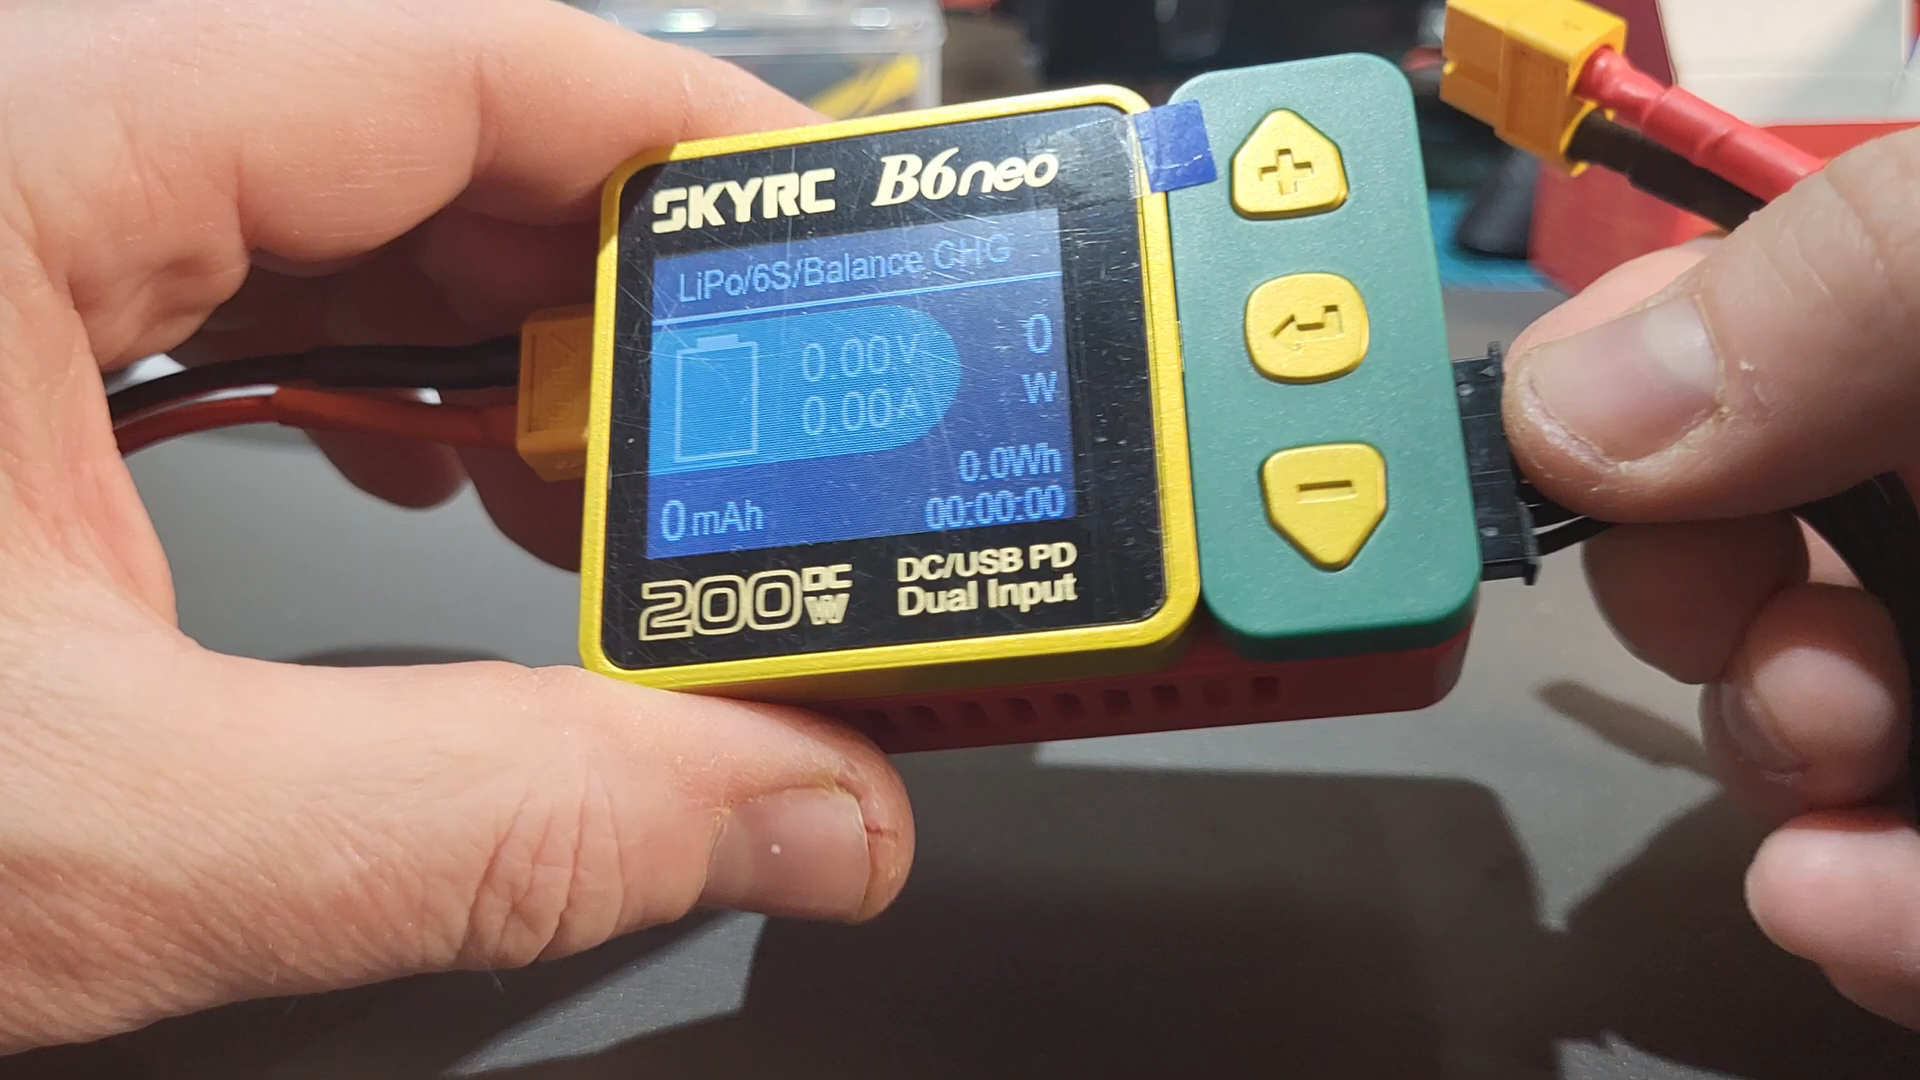 SKYRC B6neo
LiPo/6S/Balance CHG
0.00V
0.00A
0
W
0.0Wh
0mAh
00:00:00
200 DC W
DC/USB PD
Dual Input